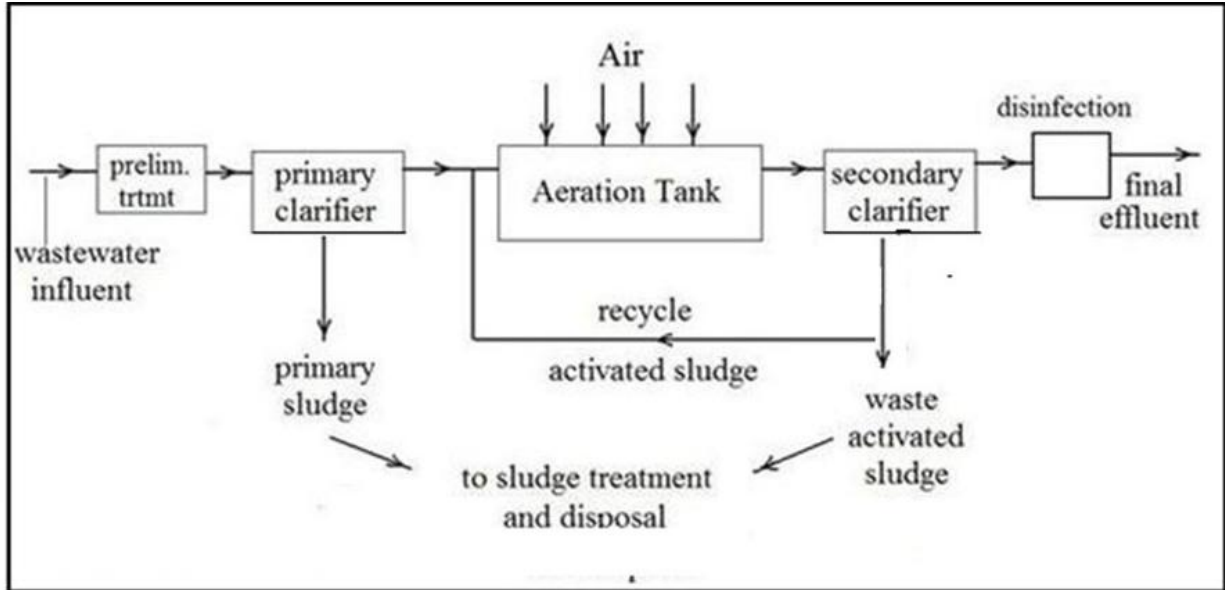 Air
disinfection
prelim.
trtmt
primary
clarifier
Aeration Tank
secondary
clarifier
final
effluent
wastewater
influent
recycle
activated sludge
primary
sludge
waste
activated
sludge
to sludge treatment
and disposal